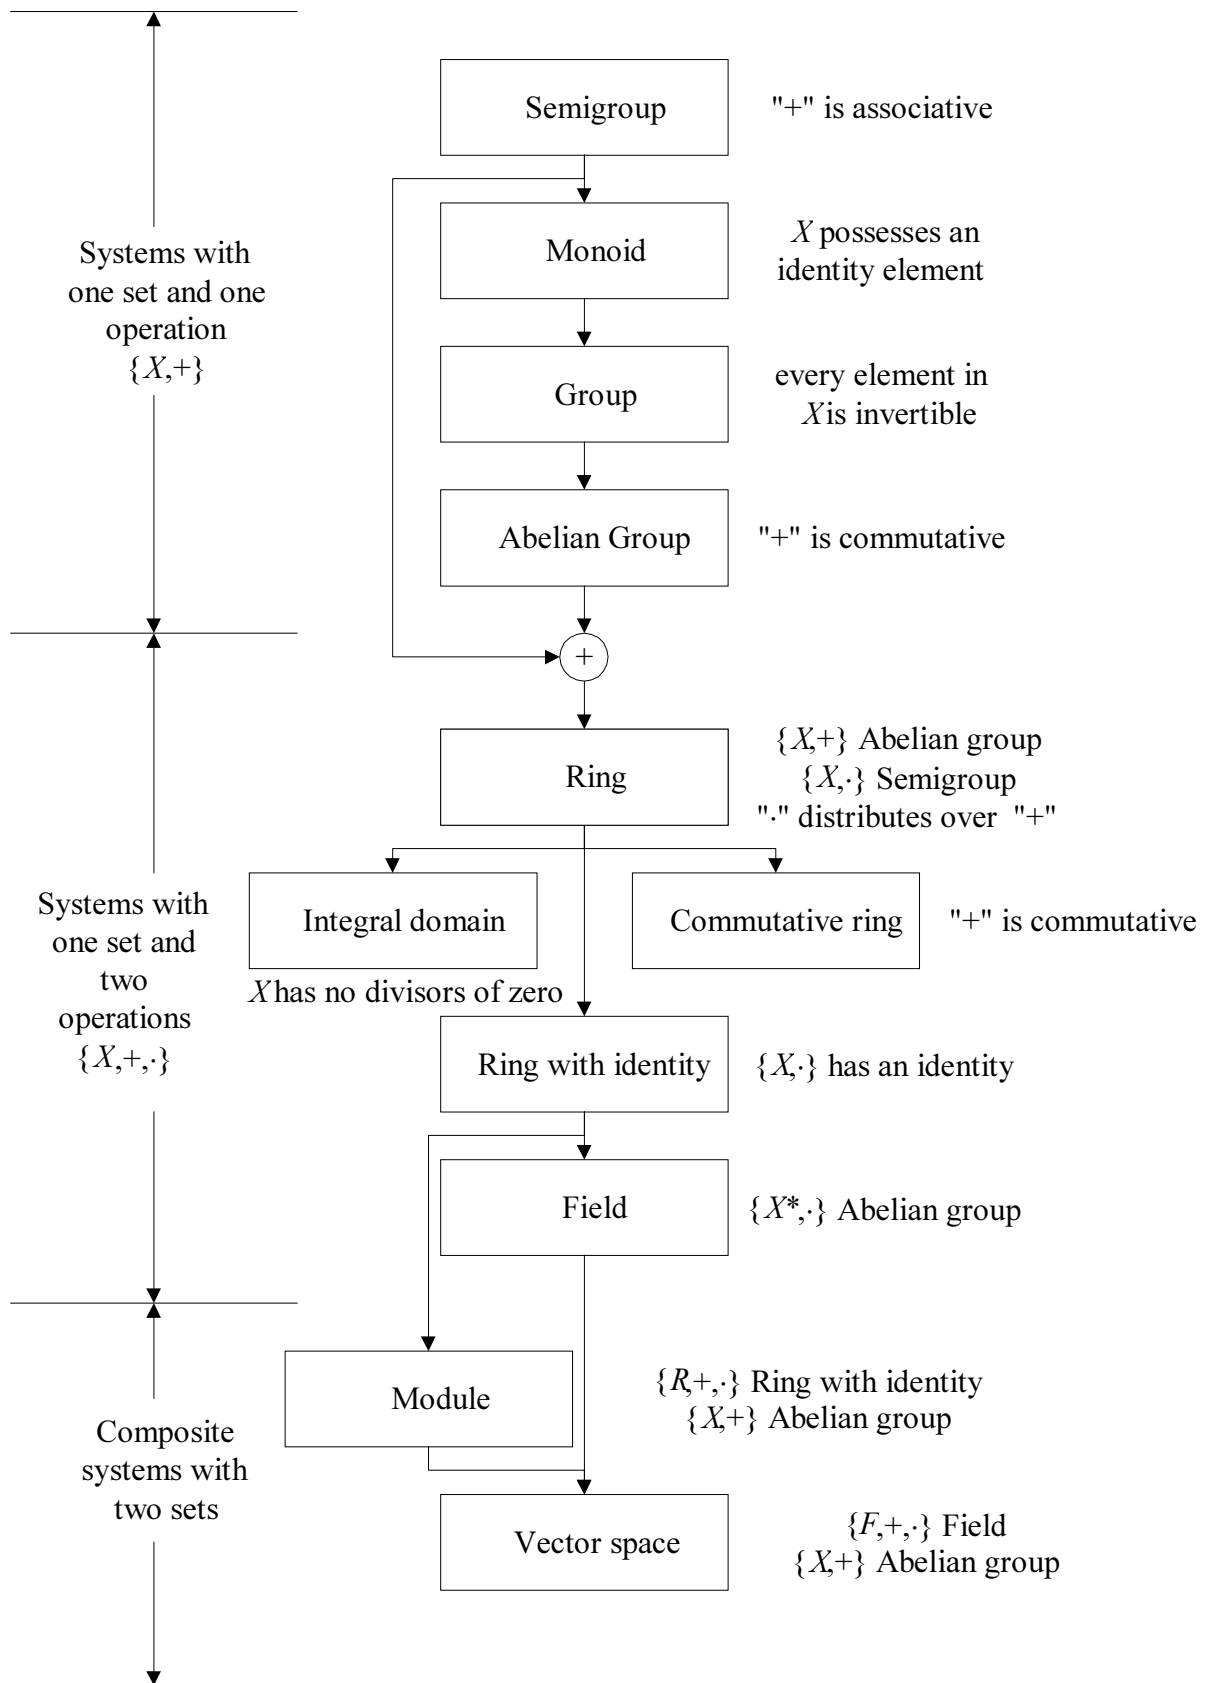 Semigroup
"+" is associative
Monoid
X possesses an
identity element
Systems with
one set and one
operation
{X,+}
Group
every element in
X is invertible
Abelian Group
"+" is commutative
+
Ring
{X,+} Abelian group
{X,·} Semigroup
"·" distributes over "+"
Systems with
one set and
two
operations
{X,+,·}
Integral domain
X has no divisors of zero
Commutative ring
"+" is commutative
Ring with identity
{X,·} has an identity
Field
{X*,·} Abelian group
Composite
systems with
two sets
Module
{R,+,·} Ring with identity
{X,+} Abelian group
Vector space
{F,+,·} Field
{X,+} Abelian group